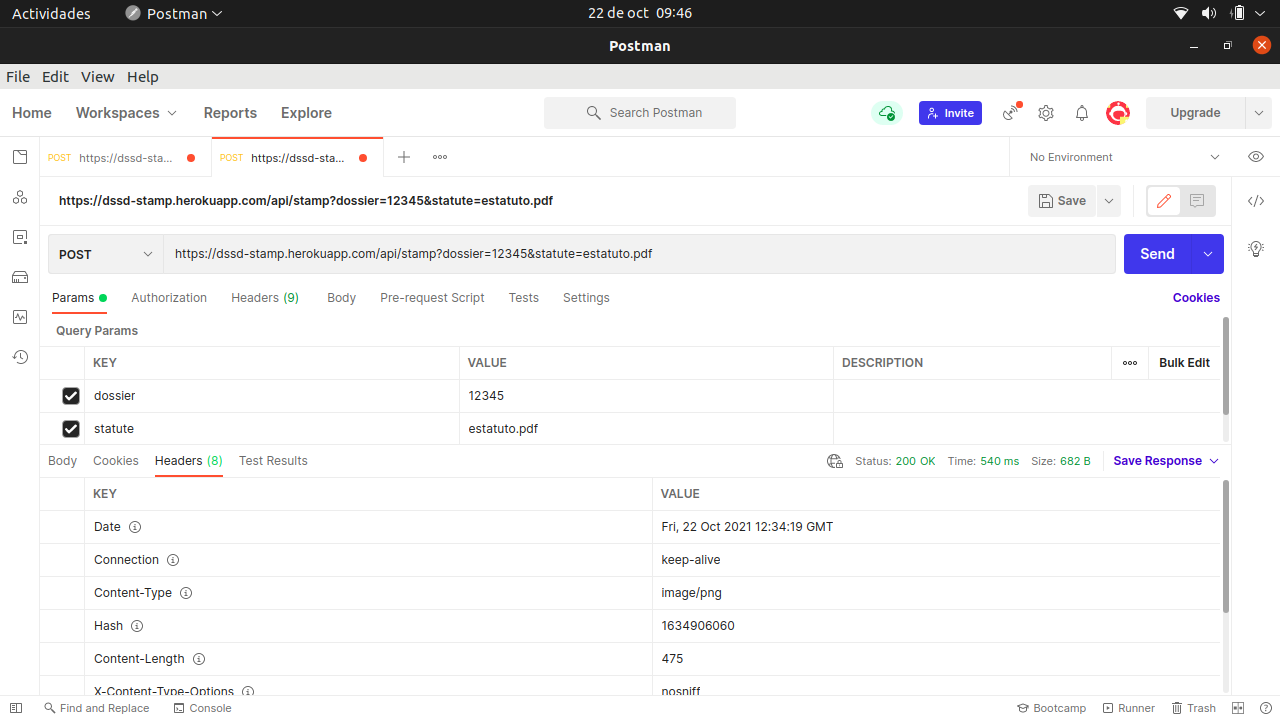 Actividades Postman 22 de oct 09:46
Postman
File Edit View Help
Home Workspaces Reports Explore Search Postman Invite Upgrade
POST https://dssd-sta... POST https://dssd-sta... No Environment
https://dssd-stamp.herokuapp.com/api/stamp?dossier=12345&statute=estatuto.pdf Save
POST https://dssd-stamp.herokuapp.com/api/stamp?dossier=12345&statute=estatuto.pdf Send
Params Authorization Headers (9) Body Pre-request Script Tests Settings Cookies
Query Params
KEY VALUE DESCRIPTION Bulk Edit
dossier 12345
statute estatuto.pdf
Body Cookies Headers (8) Test Results Status: 200 OK Time: 540 ms Size: 682 B Save Response
KEY VALUE
Date Fri, 22 Oct 2021 12:34:19 GMT
Connection keep-alive
Content-Type image/png
Hash 1634906060
Content-Length 475
X-Content-Type-Options nosniff
Find and Replace Console Bootcamp Runner Trash